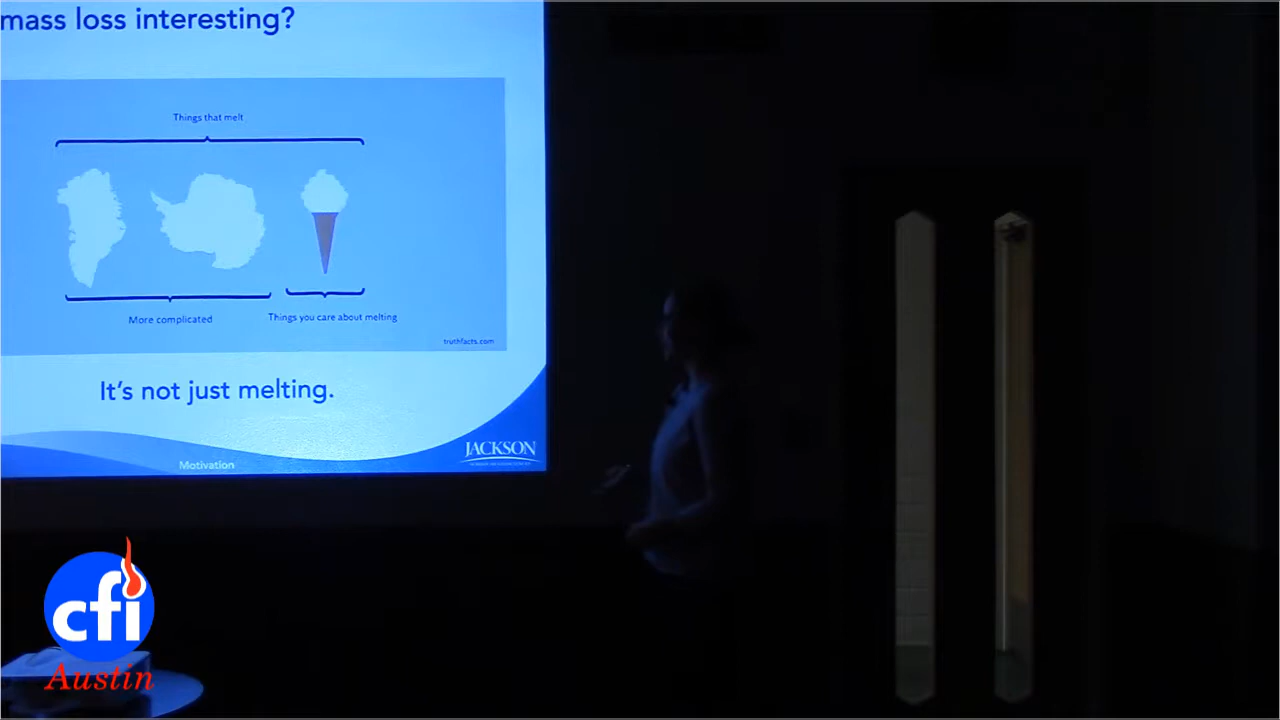 mass loss interesting?
Things that melt
More complicated
Things you care about melting
truthfacts.com
It's not just melting.
Motivation
JACKSON
cfi
Austin